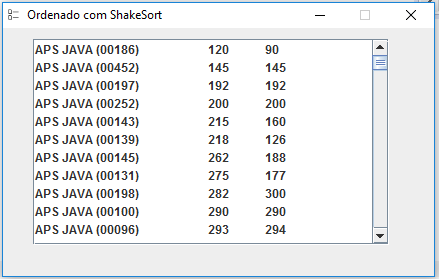 Ordenado com ShakeSort
APS JAVA (00186) 120 90
APS JAVA (00452) 145 145
APS JAVA (00197) 192 192
APS JAVA (00252) 200 200
APS JAVA (00143) 215 160
APS JAVA (00139) 218 126
APS JAVA (00145) 262 188
APS JAVA (00131) 275 177
APS JAVA (00198) 282 300
APS JAVA (00100) 290 290
APS JAVA (00096) 293 294